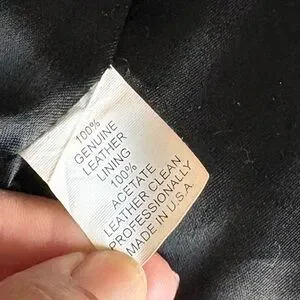 100%
GENUINE
LEATHER
LINING
100%
ACETATE
LEATHER CLEAN
PROFESSIONALLY
MADE IN U.S.A.